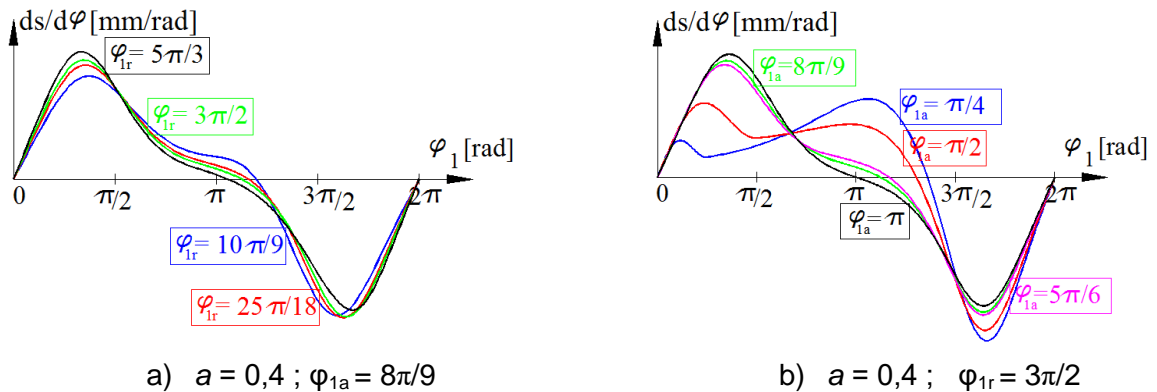 ds/dφ [mm/rad]
φ1r = 5π/3
φ1r = 3π/2
φ1 [rad]
0 π/2 π 3π/2 2π
φ1r = 10π/9
φ1r = 25π/18
a) a = 0,4 ; φ1a = 8π/9
ds/dφ [mm/rad]
φ1a=8π/9
φ1a= π/4
φ1a= π/2
φ1 [rad]
0 π/2 π 3π/2 2π
φ1a= π
φ1a=5π/6
b) a = 0,4 ; φ1r = 3π/2